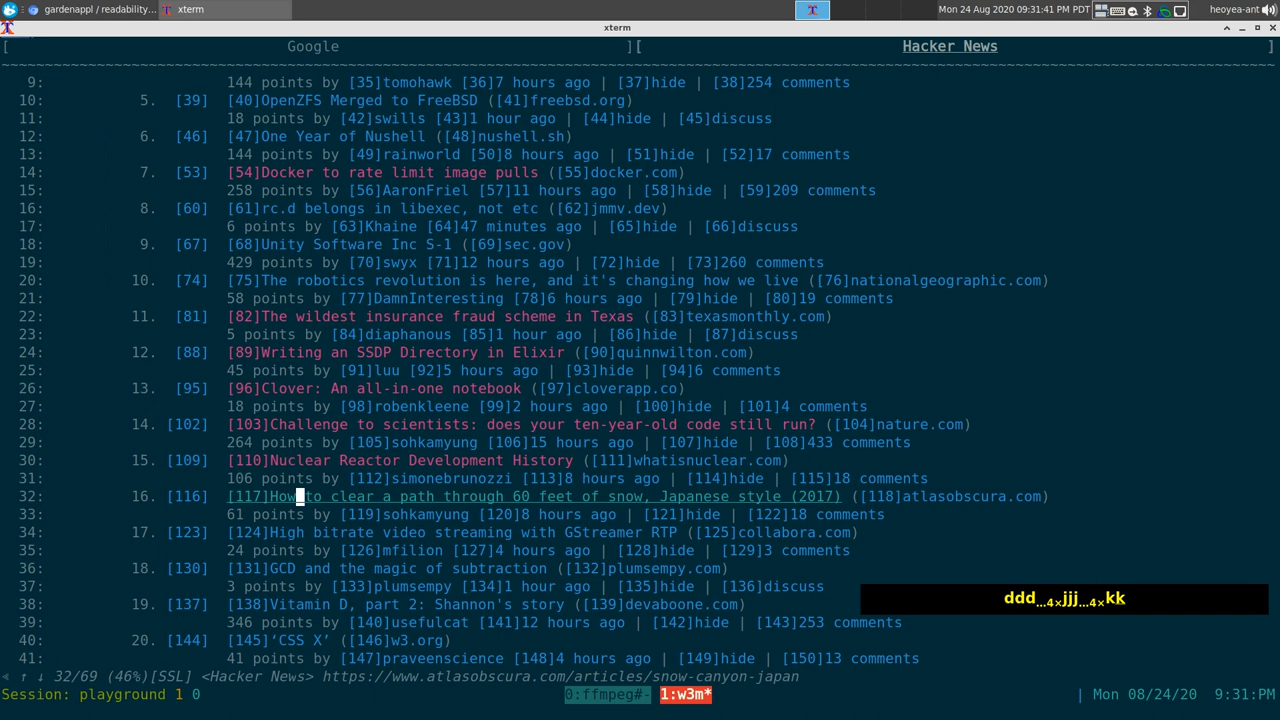 gardenappl / readability... xterm Mon 24 Aug 2020 09:31:41 PM PDT heoyea-ant
xterm
[ Google ][ Hacker News ]
~~~~~~~~~~~~~~~~~~~~~~~~~~~~~~~~~~~~~~~~~~~~~~~~~~~~~~~~~~~~~~~~~~~~~~~~~~~~~~~~~~~~~~~~~~~~~~~~~~~~~~~~~~~~~~~~~~~~~~~~~~~~~~~~~~~~~~~~~~~~~~~~~~~
9: 144 points by [35]tomohawk [36]7 hours ago | [37]hide | [38]254 comments
10: 5. [39] [40]OpenZFS Merged to FreeBSD ([41]freebsd.org)
11: 18 points by [42]swills [43]1 hour ago | [44]hide | [45]discuss
12: 6. [46] [47]One Year of Nushell ([48]nushell.sh)
13: 144 points by [49]rainworld [50]8 hours ago | [51]hide | [52]17 comments
14: 7. [53] [54]Docker to rate limit image pulls ([55]docker.com)
15: 258 points by [56]AaronFriel [57]11 hours ago | [58]hide | [59]209 comments
16: 8. [60] [61]rc.d belongs in libexec, not etc ([62]jmmv.dev)
17: 6 points by [63]Khaine [64]47 minutes ago | [65]hide | [66]discuss
18: 9. [67] [68]Unity Software Inc S-1 ([69]sec.gov)
19: 429 points by [70]swyx [71]12 hours ago | [72]hide | [73]260 comments
20: 10. [74] [75]The robotics revolution is here, and it's changing how we live ([76]nationalgeographic.com)
21: 58 points by [77]DamnInteresting [78]6 hours ago | [79]hide | [80]19 comments
22: 11. [81] [82]The wildest insurance fraud scheme in Texas ([83]texasmonthly.com)
23: 5 points by [84]diaphanous [85]1 hour ago | [86]hide | [87]discuss
24: 12. [88] [89]Writing an SSDP Directory in Elixir ([90]quinnwilton.com)
25: 45 points by [91]luu [92]5 hours ago | [93]hide | [94]6 comments
26: 13. [95] [96]Clover: An all-in-one notebook ([97]cloverapp.co)
27: 18 points by [98]robenkleene [99]2 hours ago | [100]hide | [101]4 comments
28: 14. [102] [103]Challenge to scientists: does your ten-year-old code still run? ([104]nature.com)
29: 264 points by [105]sohkamyung [106]15 hours ago | [107]hide | [108]433 comments
30: 15. [109] [110]Nuclear Reactor Development History ([111]whatisnuclear.com)
31: 106 points by [112]simonebrunozzi [113]8 hours ago | [114]hide | [115]18 comments
32: 16. [116] [117]How to clear a path through 60 feet of snow, Japanese style (2017) ([118]atlasobscura.com)
33: 61 points by [119]sohkamyung [120]8 hours ago | [121]hide | [122]18 comments
34: 17. [123] [124]High bitrate video streaming with GStreamer RTP ([125]collabora.com)
35: 24 points by [126]mfilion [127]4 hours ago | [128]hide | [129]3 comments
36: 18. [130] [131]GCD and the magic of subtraction ([132]plumsempy.com)
37: 3 points by [133]plumsempy [134]1 hour ago | [135]hide | [136]discuss
38: 19. [137] [138]Vitamin D, part 2: Shannon's story ([139]devaboone.com)
39: 346 points by [140]usefulcat [141]12 hours ago | [142]hide | [143]253 comments
40: 20. [144] [145]‘CSS X’ ([146]w3.org)
41: 41 points by [147]praveenscience [148]4 hours ago | [149]hide | [150]13 comments
ddd...4×jjj...4×kk
◂ ↑ ↓ 32/69 (46%)[SSL] <Hacker News> https://www.atlasobscura.com/articles/snow-canyon-japan
Session: playground 1 0 0:ffmpeg#- 1:w3m* | Mon 08/24/20 9:31PM